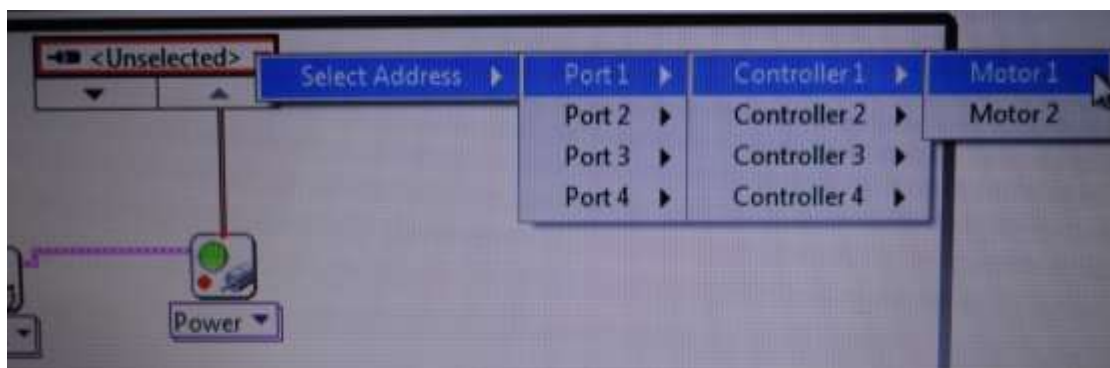 <Unselected>
Select Address
Port 1
Port 2
Port 3
Port 4
Controller 1
Controller 2
Controller 3
Controller 4
Motor 1
Motor 2
Power